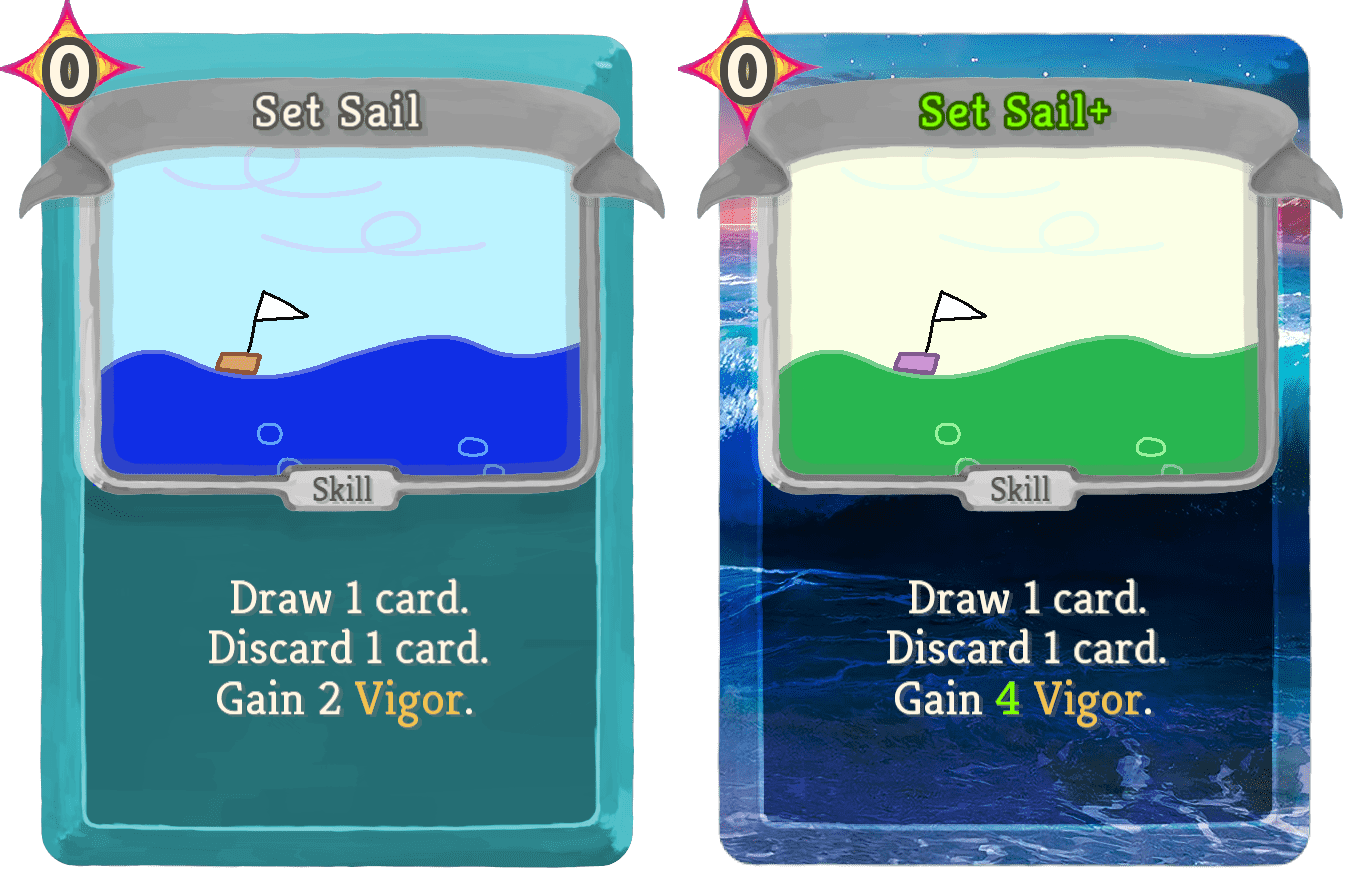 0
Set Sail
Skill
Draw 1 card.
Discard 1 card.
Gain 2 Vigor.
0
Set Sail+
Skill
Draw 1 card.
Discard 1 card.
Gain 4 Vigor.